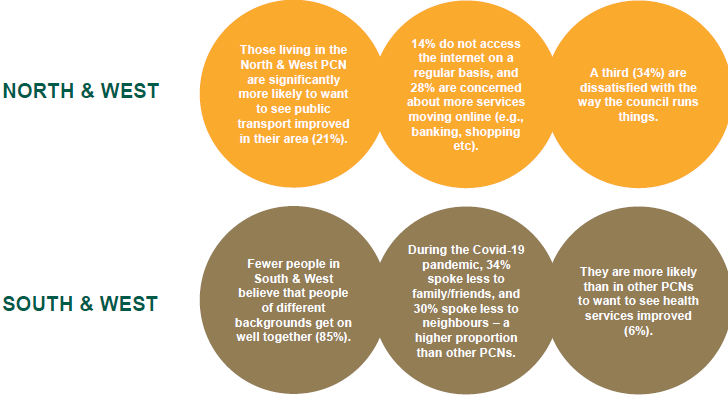 NORTH & WEST
Those living in the
North & West PCN
are significantly
more likely to want
to see public
transport improved
in their area (21%).
14% do not access
the internet on a
regular basis, and
28% are concerned
about more services
moving online (e.g.,
banking, shopping
etc).
A third (34%) are
dissatisfied with the
way the council runs
things.
SOUTH & WEST
Fewer people in
South & West
believe that people
of different
backgrounds get on
well together (85%).
During the Covid-19
pandemic, 34%
spoke less to
family/friends, and
30% spoke less to
neighbours – a
higher proportion
than other PCNs.
They are more likely
than in other PCNs
to want to see health
services improved
(6%).